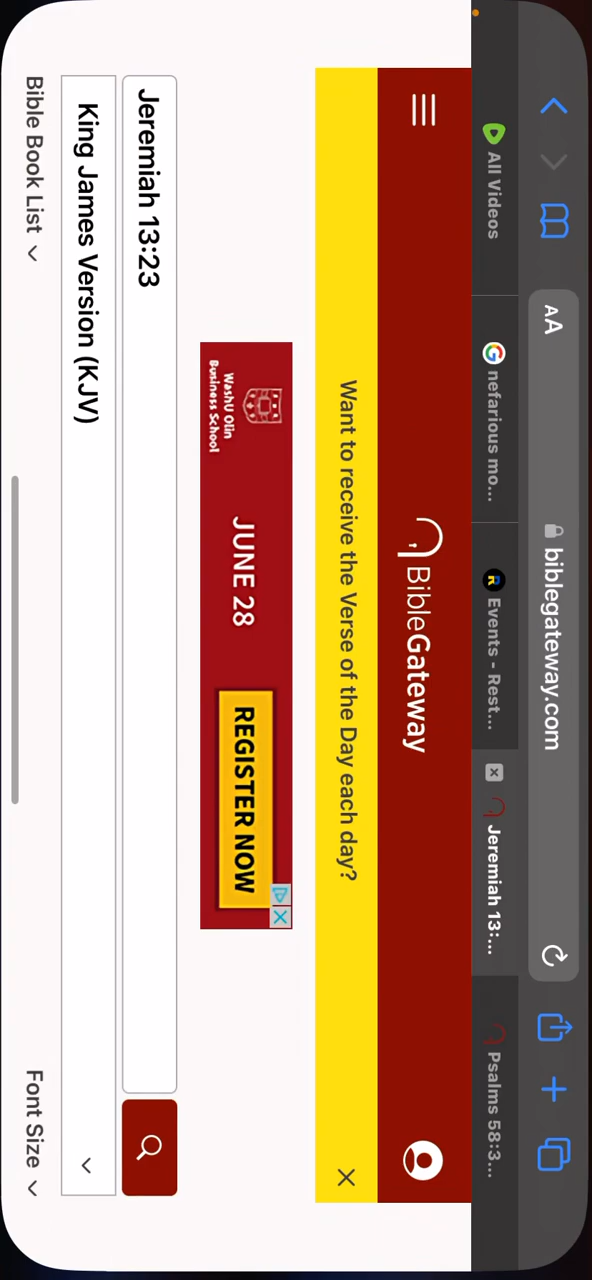 AA
biblegateway.com
All Videos
nefarious mo...
Events - Rest...
Jeremiah 13:...
Psalms 58:3...
BibleGateway
Want to receive the Verse of the Day each day?
WashU Olin
Business School
JUNE 28
REGISTER NOW
Jeremiah 13:23
King James Version (KJV)
Bible Book List
Font Size